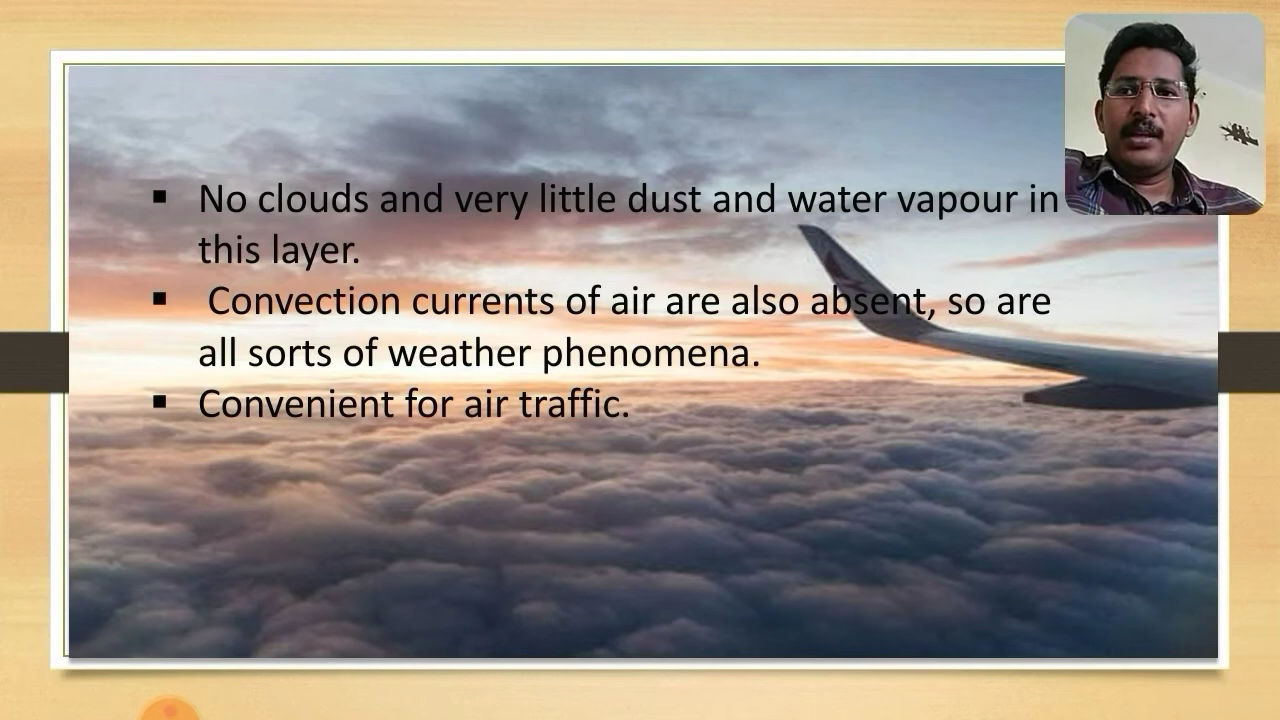 ▪ No clouds and very little dust and water vapour in
this layer.
▪ Convection currents of air are also absent, so are
all sorts of weather phenomena.
▪ Convenient for air traffic.